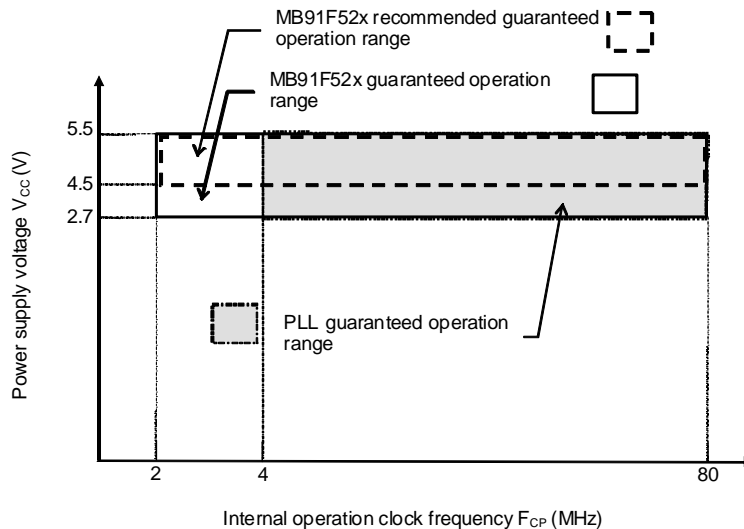 MB91F52x recommended guaranteed
operation range
MB91F52x guaranteed operation
range
5.5
4.5
2.7
Power supply voltage VCC (V)
PLL guaranteed operation
range
2
4
80
Internal operation clock frequency FCP (MHz)